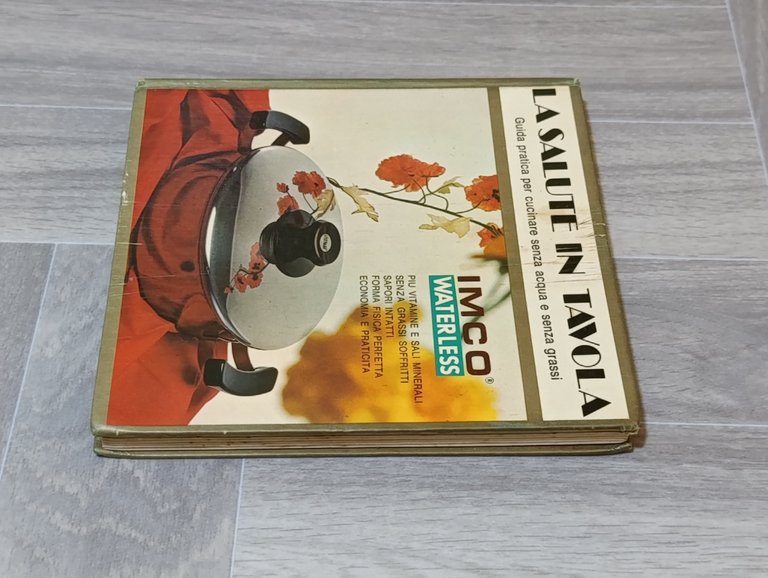 LA SALUTE IN TAVOLA
Guida pratica per cucinare senza acqua e senza grassi
IMCO®
WATERLESS
PIU VITAMINE E SALI MINERALI
SENZA GRASSI SOFFRITTI
SAPORI INTATTI
FORMA FISICA PERFETTA
ECONOMIA E PRATICITA